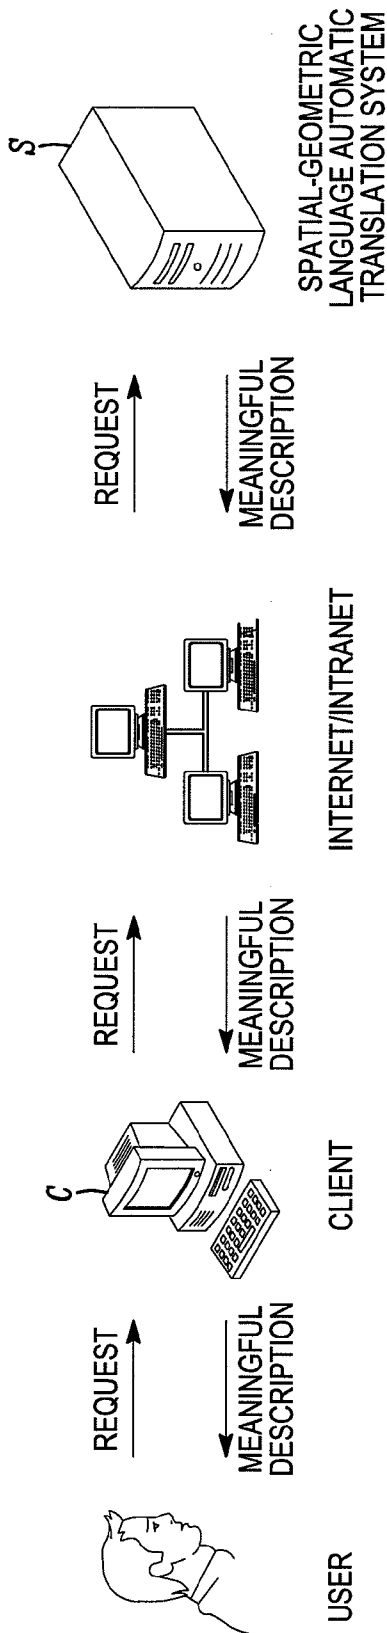 USER
REQUEST
MEANINGFUL
DESCRIPTION
C
CLIENT
REQUEST
MEANINGFUL
DESCRIPTION
INTERNET/INTRANET
REQUEST
MEANINGFUL
DESCRIPTION
S
SPATIAL-GEOMETRIC
LANGUAGE AUTOMATIC
TRANSLATION SYSTEM